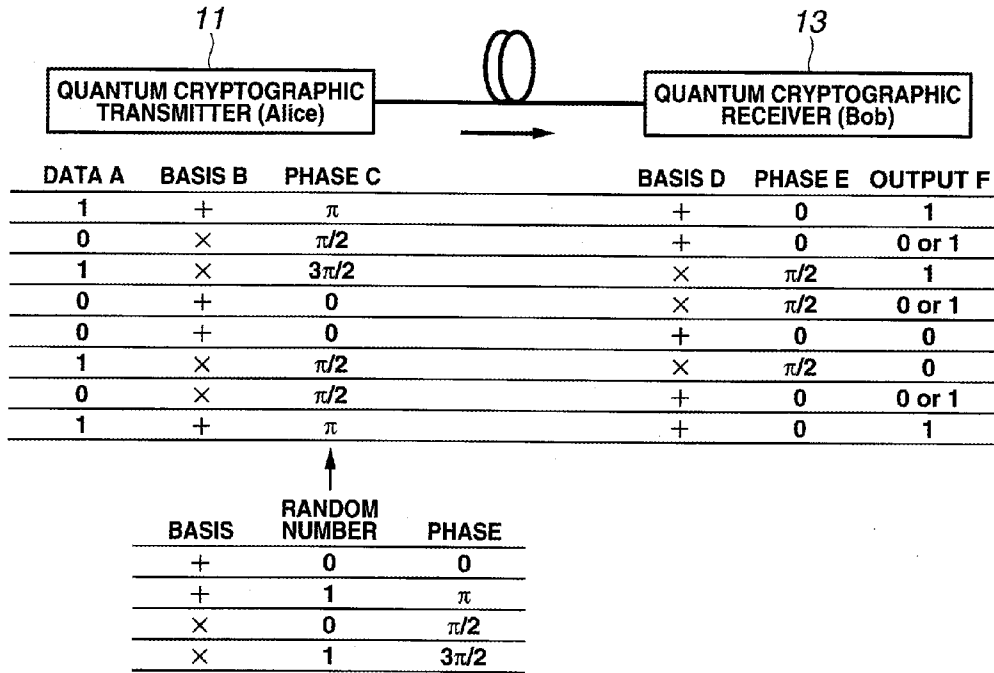 11
13
QUANTUM CRYPTOGRAPHIC
TRANSMITTER (Alice)
QUANTUM CRYPTOGRAPHIC
RECEIVER (Bob)
DATA A BASIS B PHASE C BASIS D PHASE E OUTPUT F
1 + π + 0 1
0 × π/2 + 0 0 or 1
1 × 3π/2 × π/2 1
0 + 0 × π/2 0 or 1
0 + 0 + 0 0
1 × π/2 × π/2 0
0 × π/2 + 0 0 or 1
1 + π + 0 1
BASIS RANDOM NUMBER PHASE
+ 0 0
+ 1 π
× 0 π/2
× 1 3π/2